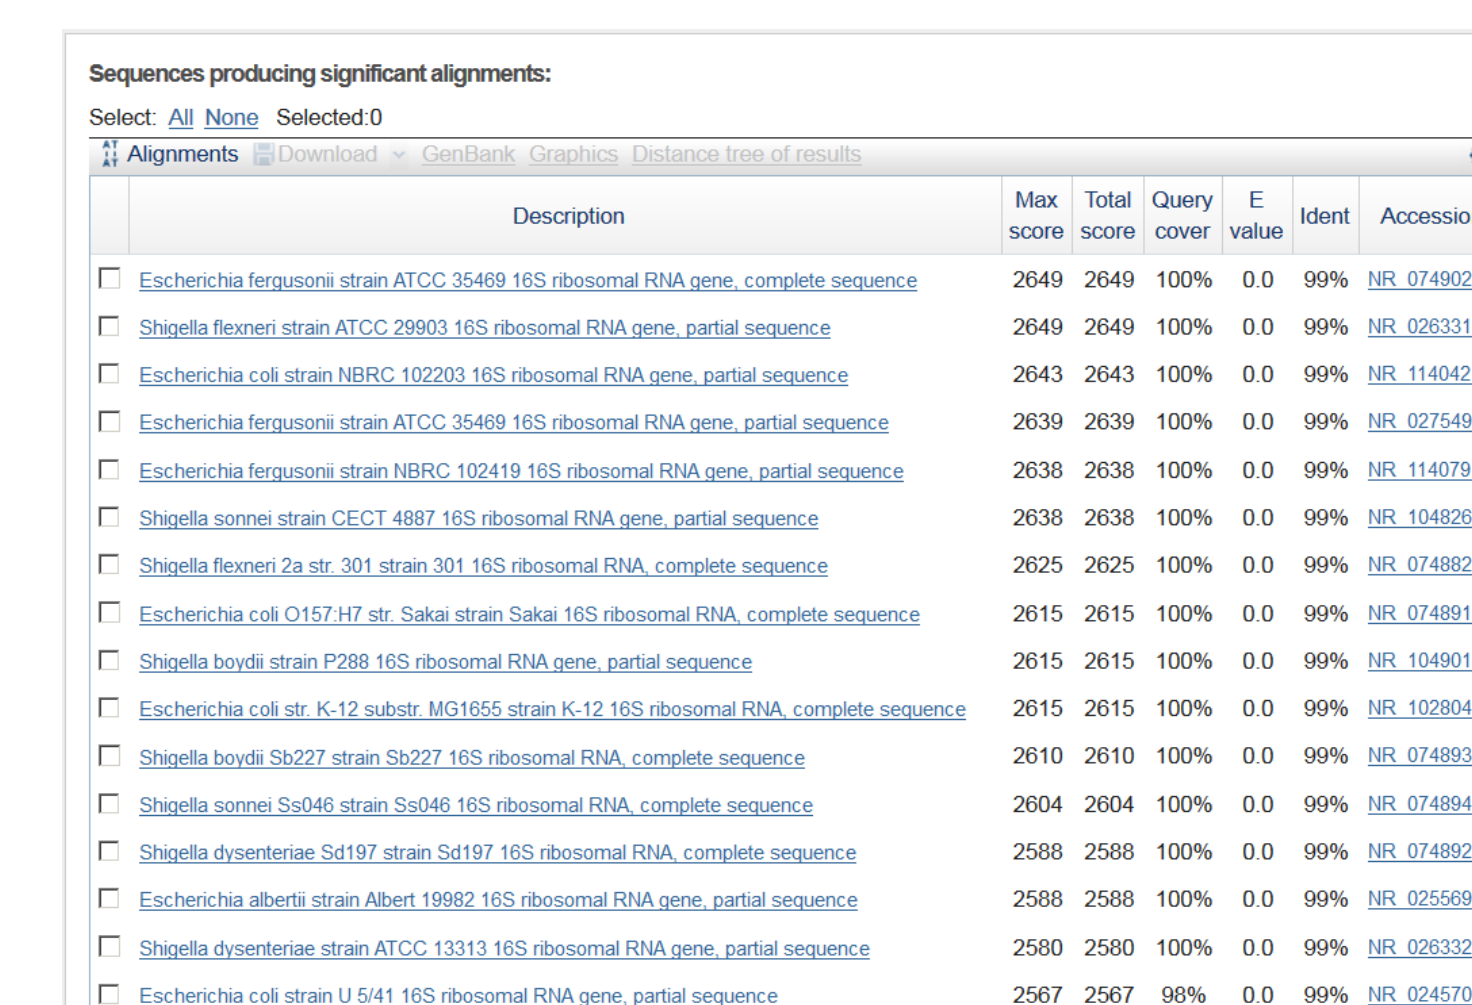 Sequences producing significant alignments:
Select: All None Selected:0
Alignments Download GenBank Graphics Distance tree of results
Description Max score Total score Query cover E value Ident Accessio
Escherichia fergusonii strain ATCC 35469 16S ribosomal RNA gene, complete sequence 2649 2649 100% 0.0 99% NR_074902
Shigella flexneri strain ATCC 29903 16S ribosomal RNA gene, partial sequence 2649 2649 100% 0.0 99% NR_026331
Escherichia coli strain NBRC 102203 16S ribosomal RNA gene, partial sequence 2643 2643 100% 0.0 99% NR_114042
Escherichia fergusonii strain ATCC 35469 16S ribosomal RNA gene, partial sequence 2639 2639 100% 0.0 99% NR_027549
Escherichia fergusonii strain NBRC 102419 16S ribosomal RNA gene, partial sequence 2638 2638 100% 0.0 99% NR_114079
Shigella sonnei strain CECT 4887 16S ribosomal RNA gene, partial sequence 2638 2638 100% 0.0 99% NR_104826
Shigella flexneri 2a str. 301 strain 301 16S ribosomal RNA, complete sequence 2625 2625 100% 0.0 99% NR_074882
Escherichia coli O157:H7 str. Sakai strain Sakai 16S ribosomal RNA, complete sequence 2615 2615 100% 0.0 99% NR_074891
Shigella boydii strain P288 16S ribosomal RNA gene, partial sequence 2615 2615 100% 0.0 99% NR_104901
Escherichia coli str. K-12 substr. MG1655 strain K-12 16S ribosomal RNA, complete sequence 2615 2615 100% 0.0 99% NR_102804
Shigella boydii Sb227 strain Sb227 16S ribosomal RNA, complete sequence 2610 2610 100% 0.0 99% NR_074893
Shigella sonnei Ss046 strain Ss046 16S ribosomal RNA, complete sequence 2604 2604 100% 0.0 99% NR_074894
Shigella dysenteriae Sd197 strain Sd197 16S ribosomal RNA, complete sequence 2588 2588 100% 0.0 99% NR_074892
Escherichia albertii strain Albert 19982 16S ribosomal RNA gene, partial sequence 2588 2588 100% 0.0 99% NR_025569
Shigella dysenteriae strain ATCC 13313 16S ribosomal RNA gene, partial sequence 2580 2580 100% 0.0 99% NR_026332
Escherichia coli strain U 5/41 16S ribosomal RNA gene, partial sequence 2567 2567 98% 0.0 99% NR_024570